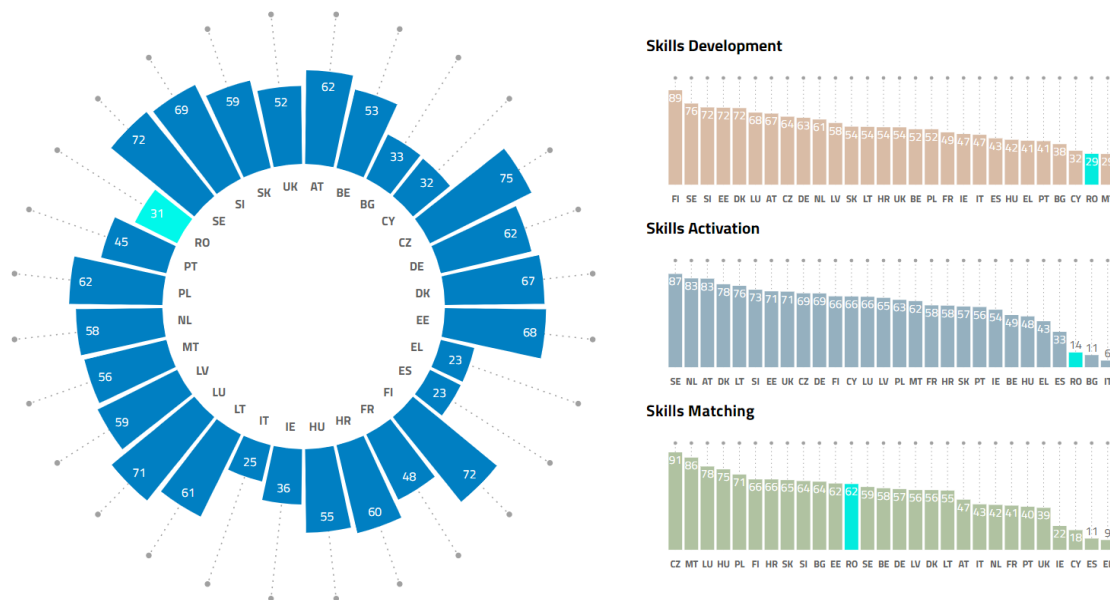 62
53
33
32
75
62
67
68
23
23
72
48
60
55
36
25
61
71
59
56
58
62
45
31
72
69
59
52
AT
BE
BG
CY
CZ
DE
DK
EE
EL
ES
FI
FR
HR
HU
IE
IT
LT
LU
LV
MT
NL
PL
PT
RO
SE
SI
SK
UK
Skills Development
89 76 72 72 72 68 67 64 63 61 58 54 54 54 54 52 52 49 47 47 43 42 41 41 38 32 29
FI SE SI EE DK LU AT CZ DE NL LV SK LT HR UK BE PL FR IE IT ES HU EL PT BG CY RO
Skills Activation
87 83 83 78 76 73 71 71 69 69 66 66 66 65 63 62 58 58 57 56 54 49 48 43 33 14 11 6
SE NL AT DK LT SI EE UK CZ DE FI CY LU LV PL MT FR HR SK PT IE BE HU EL ES RO BG IT
Skills Matching
91 86 78 75 71 66 66 65 64 64 62 62 59 58 57 56 56 55 47 43 42 41 40 39 22 18 11 9
CZ MT LU HU PL FI HR SK SI BG EE RO SE BE DE LV DK LT AT IT NL FR PT UK IE CY ES